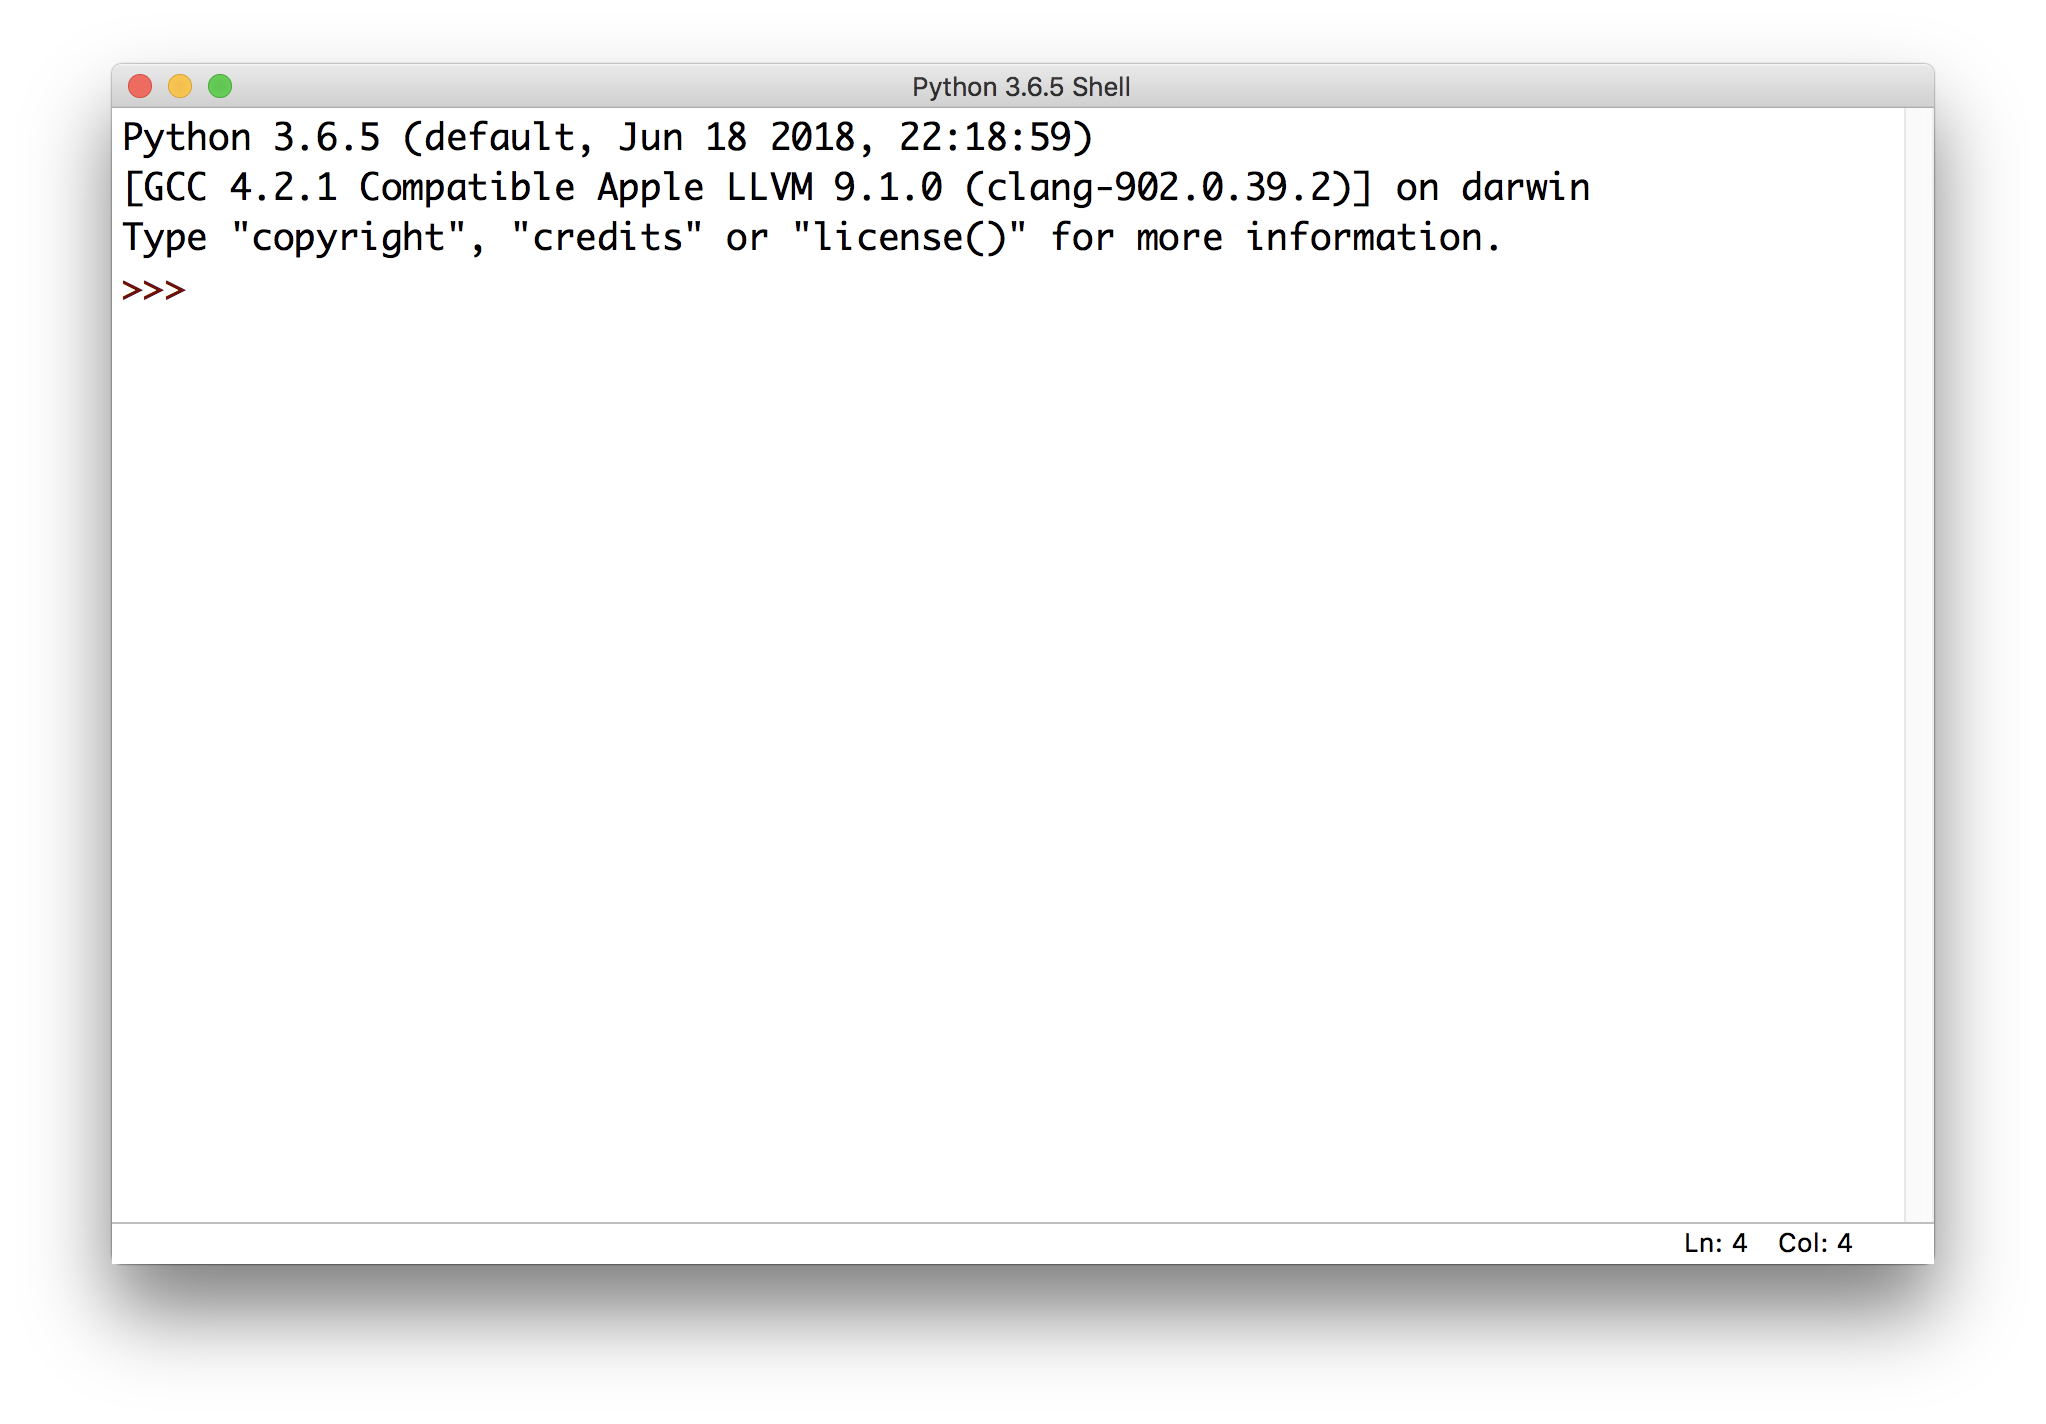 Python 3.6.5 Shell
Python 3.6.5 (default, Jun 18 2018, 22:18:59)
[GCC 4.2.1 Compatible Apple LLVM 9.1.0 (clang-902.0.39.2)] on darwin
Type "copyright", "credits" or "license()" for more information.
>>>
Ln: 4 Col: 4